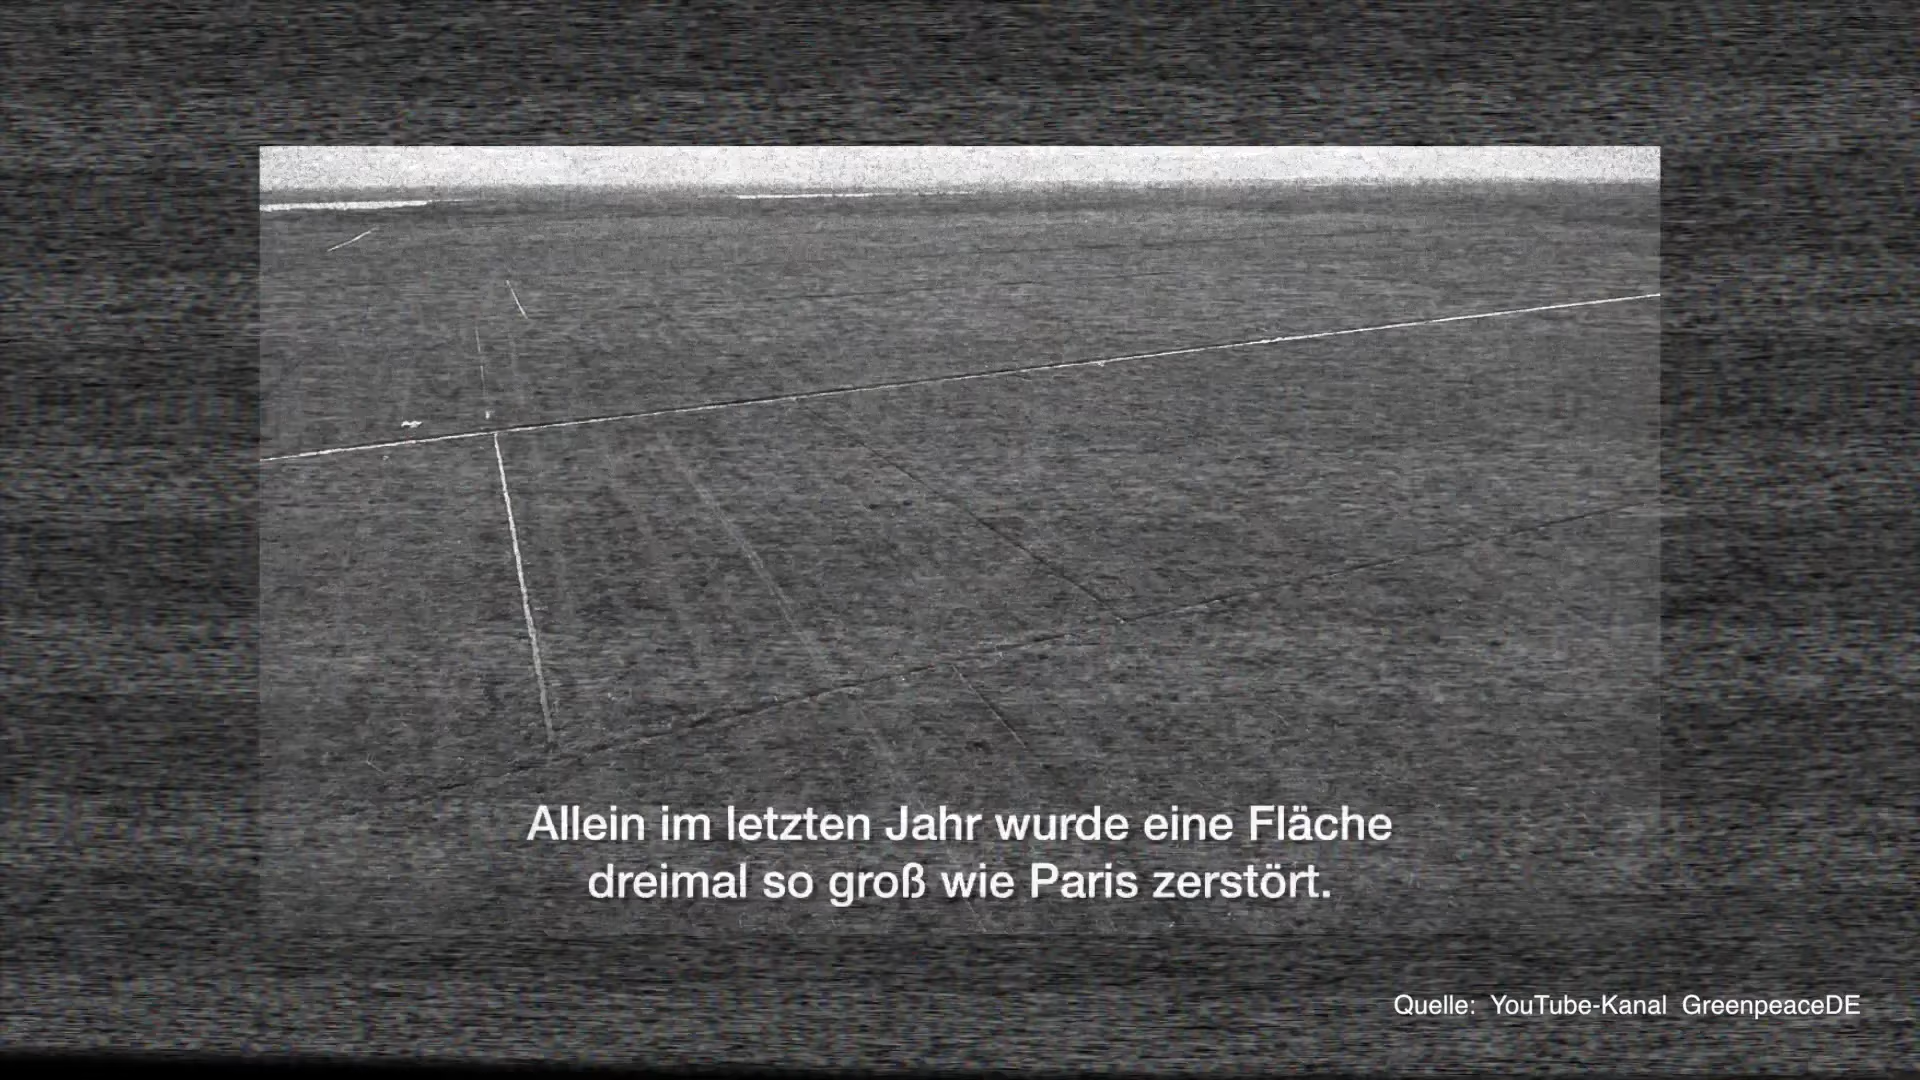 Allein im letzten Jahr wurde eine Fläche
dreimal so groß wie Paris zerstört.
Quelle: YouTube-Kanal GreenpeaceDE